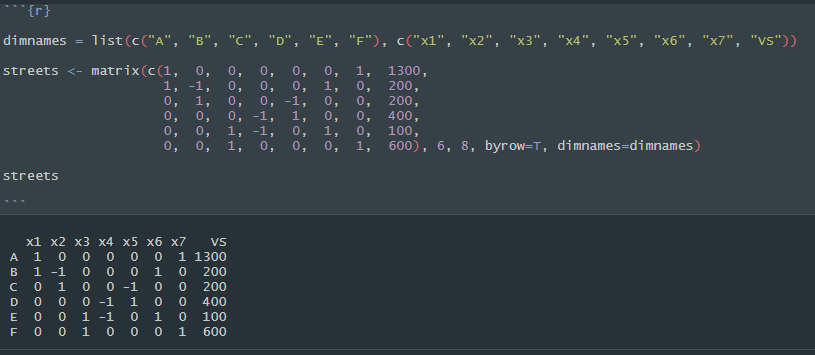 ```{r}
dimnames = list(c("A", "B", "C", "D", "E", "F"), c("x1", "x2", "x3", "x4", "x5", "x6", "x7", "VS"))
streets <- matrix(c(1, 0, 0, 0, 0, 0, 1, 1300,
1, -1, 0, 0, 0, 1, 0, 200,
0, 1, 0, 0, -1, 0, 0, 200,
0, 0, 0, -1, 1, 0, 0, 400,
0, 0, 1, -1, 0, 1, 0, 100,
0, 0, 1, 0, 0, 0, 1, 600), 6, 8, byrow=T, dimnames=dimnames)
streets
```
x1 x2 x3 x4 x5 x6 x7 VS
A 1 0 0 0 0 0 1 1300
B 1 -1 0 0 0 1 0 200
C 0 1 0 0 -1 0 0 200
D 0 0 0 -1 1 0 0 400
E 0 0 1 -1 0 1 0 100
F 0 0 1 0 0 0 1 600